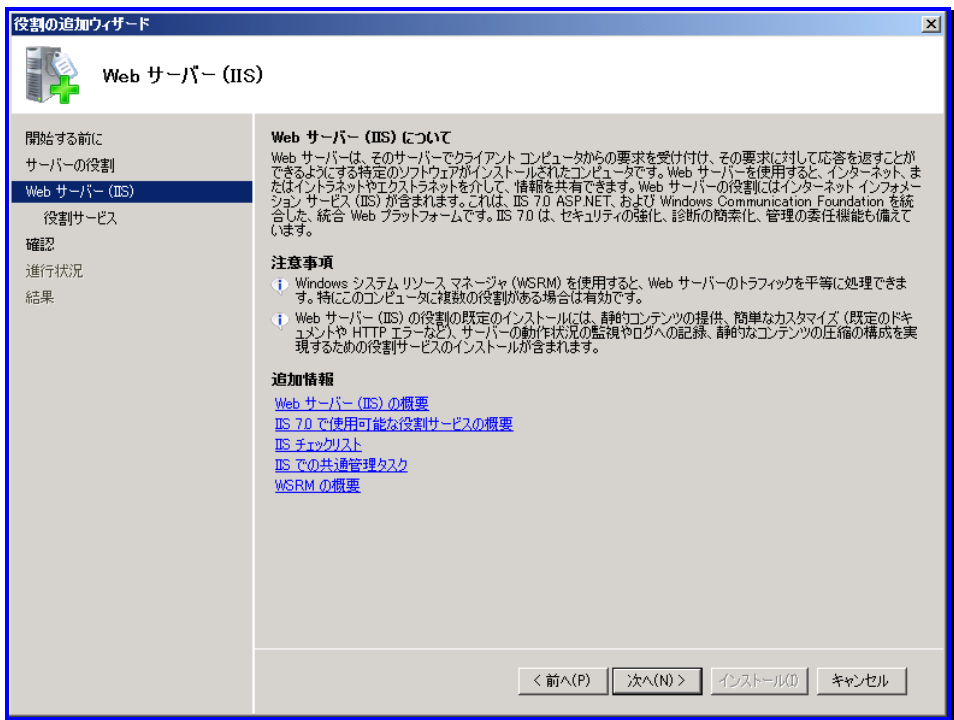 役割の追加ウィザード
Web サーバー (IIS)
開始する前に
サーバーの役割
Web サーバー (IIS)
役割サービス
確認
進行状況
結果
Web サーバー (IIS) について
Web サーバーは、そのサーバーでクライアント コンピュータからの要求を受け付け、その要求に対して応答を返すことが
できるようにする特定のソフトウェアがインストールされたコンピュータです。Web サーバーを使用すると、インターネット、ま
たはイントラネットやエクストラネットを介して、情報を共有できます。Web サーバーの役割にはインターネット インフォメー
ション サービス (IIS) が含まれます。これは、IIS 7.0 ASP.NET、および Windows Communication Foundation を統
合した、統合 Web プラットフォームです。IIS 7.0 は、セキュリティの強化、診断の簡素化、管理の委任機能も備えて
います。
注意事項
Windows システム リソース マネージャ (WSRM) を使用すると、Web サーバーのトラフィックを平等に処理できま
す。特にこのコンピュータに複数の役割がある場合は有効です。
Web サーバー (IIS) の役割の既定のインストールには、静的コンテンツの提供、簡単なカスタマイズ (既定のドキ
ュメントや HTTP エラーなど)、サーバーの動作状況の監視やログへの記録、静的なコンテンツの圧縮の構成を実
現するための役割サービスのインストールが含まれます。
追加情報
Web サーバー (IIS) の概要
IIS 7.0 で使用可能な役割サービスの概要
IIS チェックリスト
IIS での共通管理タスク
WSRM の概要
< 前へ(P)
次へ(N) >
インストール(I)
キャンセル